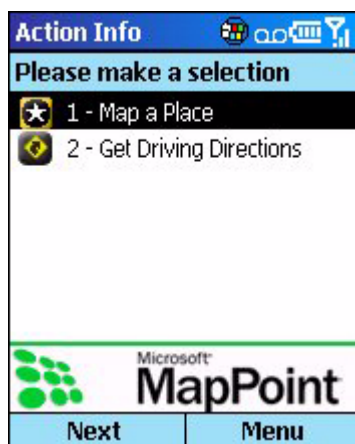 Action Info
Please make a selection
1 - Map a Place
2 - Get Driving Directions
Microsoft
MapPoint
Next Menu